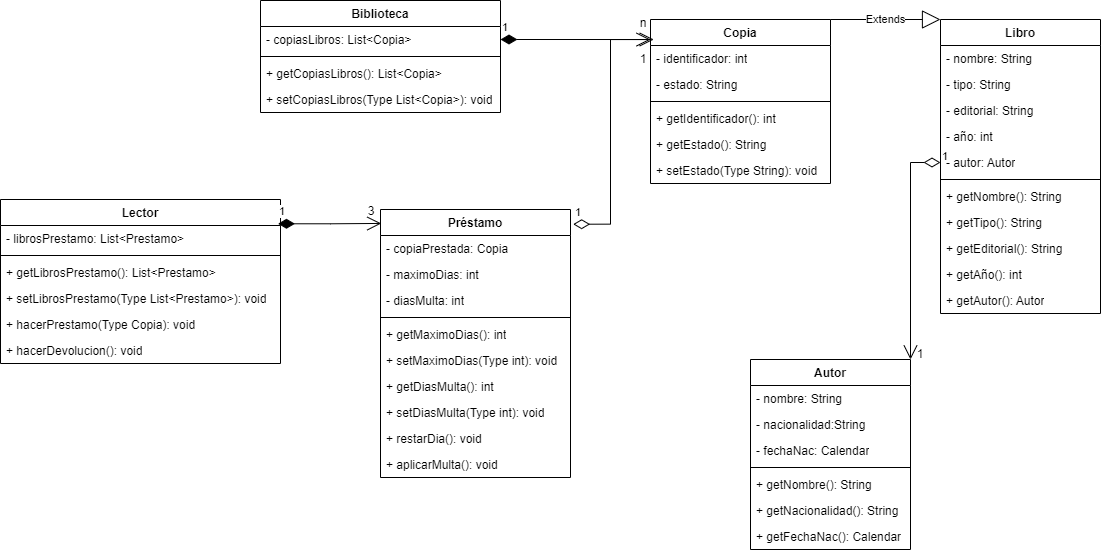 Biblioteca
- copiasLibros: List<Copia>
+ getCopiasLibros(): List<Copia>
+ setCopiasLibros(Type List<Copia>): void
1
n
1
Copia
- identificador: int
- estado: String
+ getIdentificador(): int
+ getEstado(): String
+ setEstado(Type String): void
Extends
Libro
- nombre: String
- tipo: String
- editorial: String
- año: int
- autor: Autor
+ getNombre(): String
+ getTipo(): String
+ getEditorial(): String
+ getAño(): int
+ getAutor(): Autor
1
1
Lector
- librosPrestamo: List<Prestamo>
+ getLibrosPrestamo(): List<Prestamo>
+ setLibrosPrestamo(Type List<Prestamo>): void
+ hacerPrestamo(Type Copia): void
+ hacerDevolucion(): void
1
3
Préstamo
- copiaPrestada: Copia
- maximoDias: int
- diasMulta: int
+ getMaximoDias(): int
+ setMaximoDias(Type int): void
+ getDiasMulta(): int
+ setDiasMulta(Type int): void
+ restarDia(): void
+ aplicarMulta(): void
1
Autor
- nombre: String
- nacionalidad:String
- fechaNac: Calendar
+ getNombre(): String
+ getNacionalidad(): String
+ getFechaNac(): Calendar